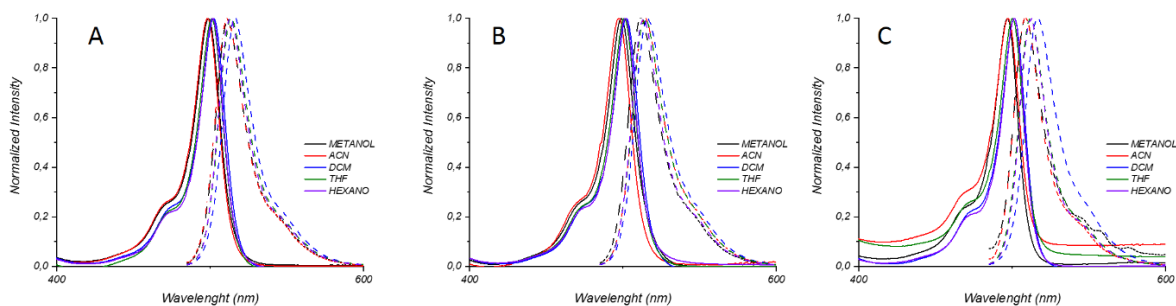 A
Normalized Intensity
1,0
0,8
0,6
0,4
0,2
0,0
METANOL
ACN
DCM
THF
HEXANO
400
600
Wavelenght (nm)
B
Normalized Intensity
1,0
0,8
0,6
0,4
0,2
0,0
METANOL
ACN
DCM
THF
HEXANO
400
600
Wavelenght (nm)
C
Normalized Intensity
1,0
0,8
0,6
0,4
0,2
0,0
METANOL
ACN
DCM
THF
HEXANO
400
600
Wavelenght (nm)